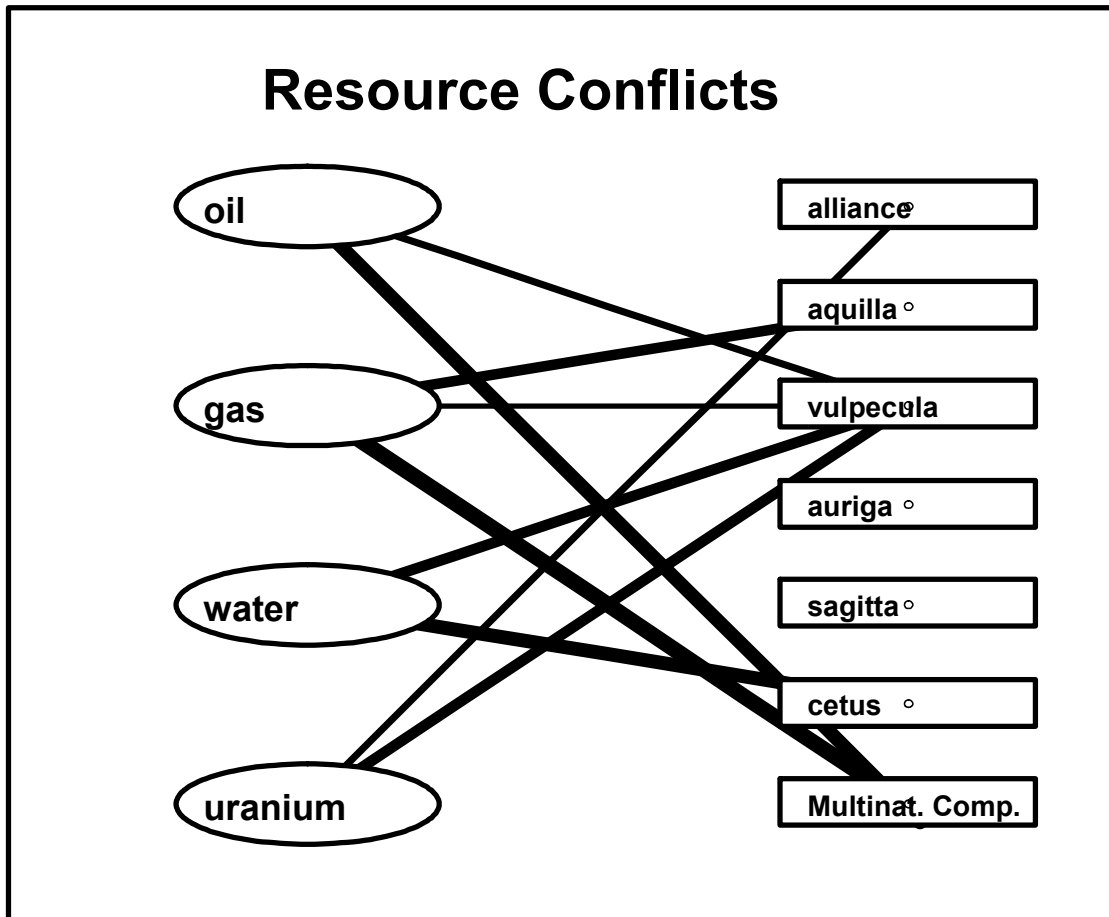 Resource Conflicts
oil
alliance
aquilla
gas
vulpecula
auriga
water
sagitta
cetus
uranium
Multinat. Comp.